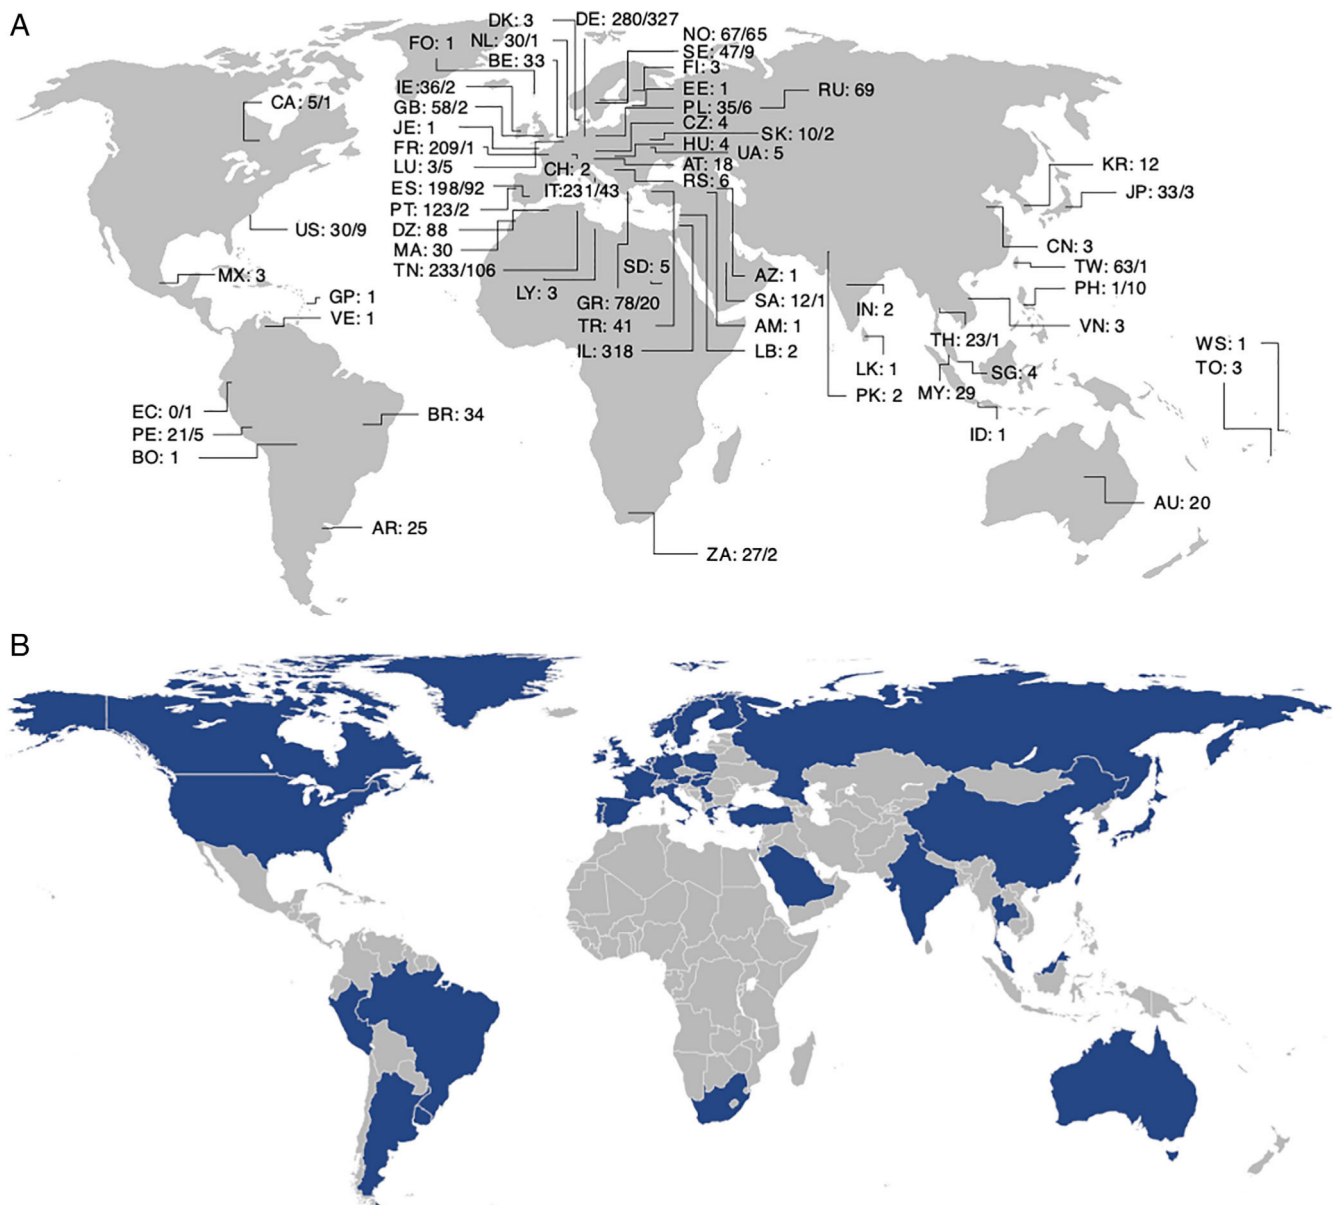 A
DK: 3
DE: 280/327
FO: 1
NL: 30/1
NO: 67/65
BE: 33
SE: 47/9
FI: 3
IE:36/2
EE: 1
RU: 69
CA: 5/1
GB: 58/2
PL: 35/6
JE: 1
CZ: 4
SK: 10/2
FR: 209/1
HU: 4
UA: 5
LU: 3/5
CH: 2
AT: 18
KR: 12
ES: 198/92
IT:231/43
RS: 6
JP: 33/3
PT: 123/2
US: 30/9
DZ: 88
MA: 30
CN: 3
TN: 233/106
SD: 5
TW: 63/1
MX: 3
AZ: 1
PH: 1/10
LY: 3
GP: 1
GR: 78/20
SA: 12/1
IN: 2
VE: 1
TR: 41
AM: 1
VN: 3
TH: 23/1
WS: 1
IL: 318
LB: 2
LK: 1
SG: 4
TO: 3
PK: 2
MY: 29
EC: 0/1
BR: 34
PE: 21/5
ID: 1
BO: 1
AU: 20
AR: 25
ZA: 27/2
B